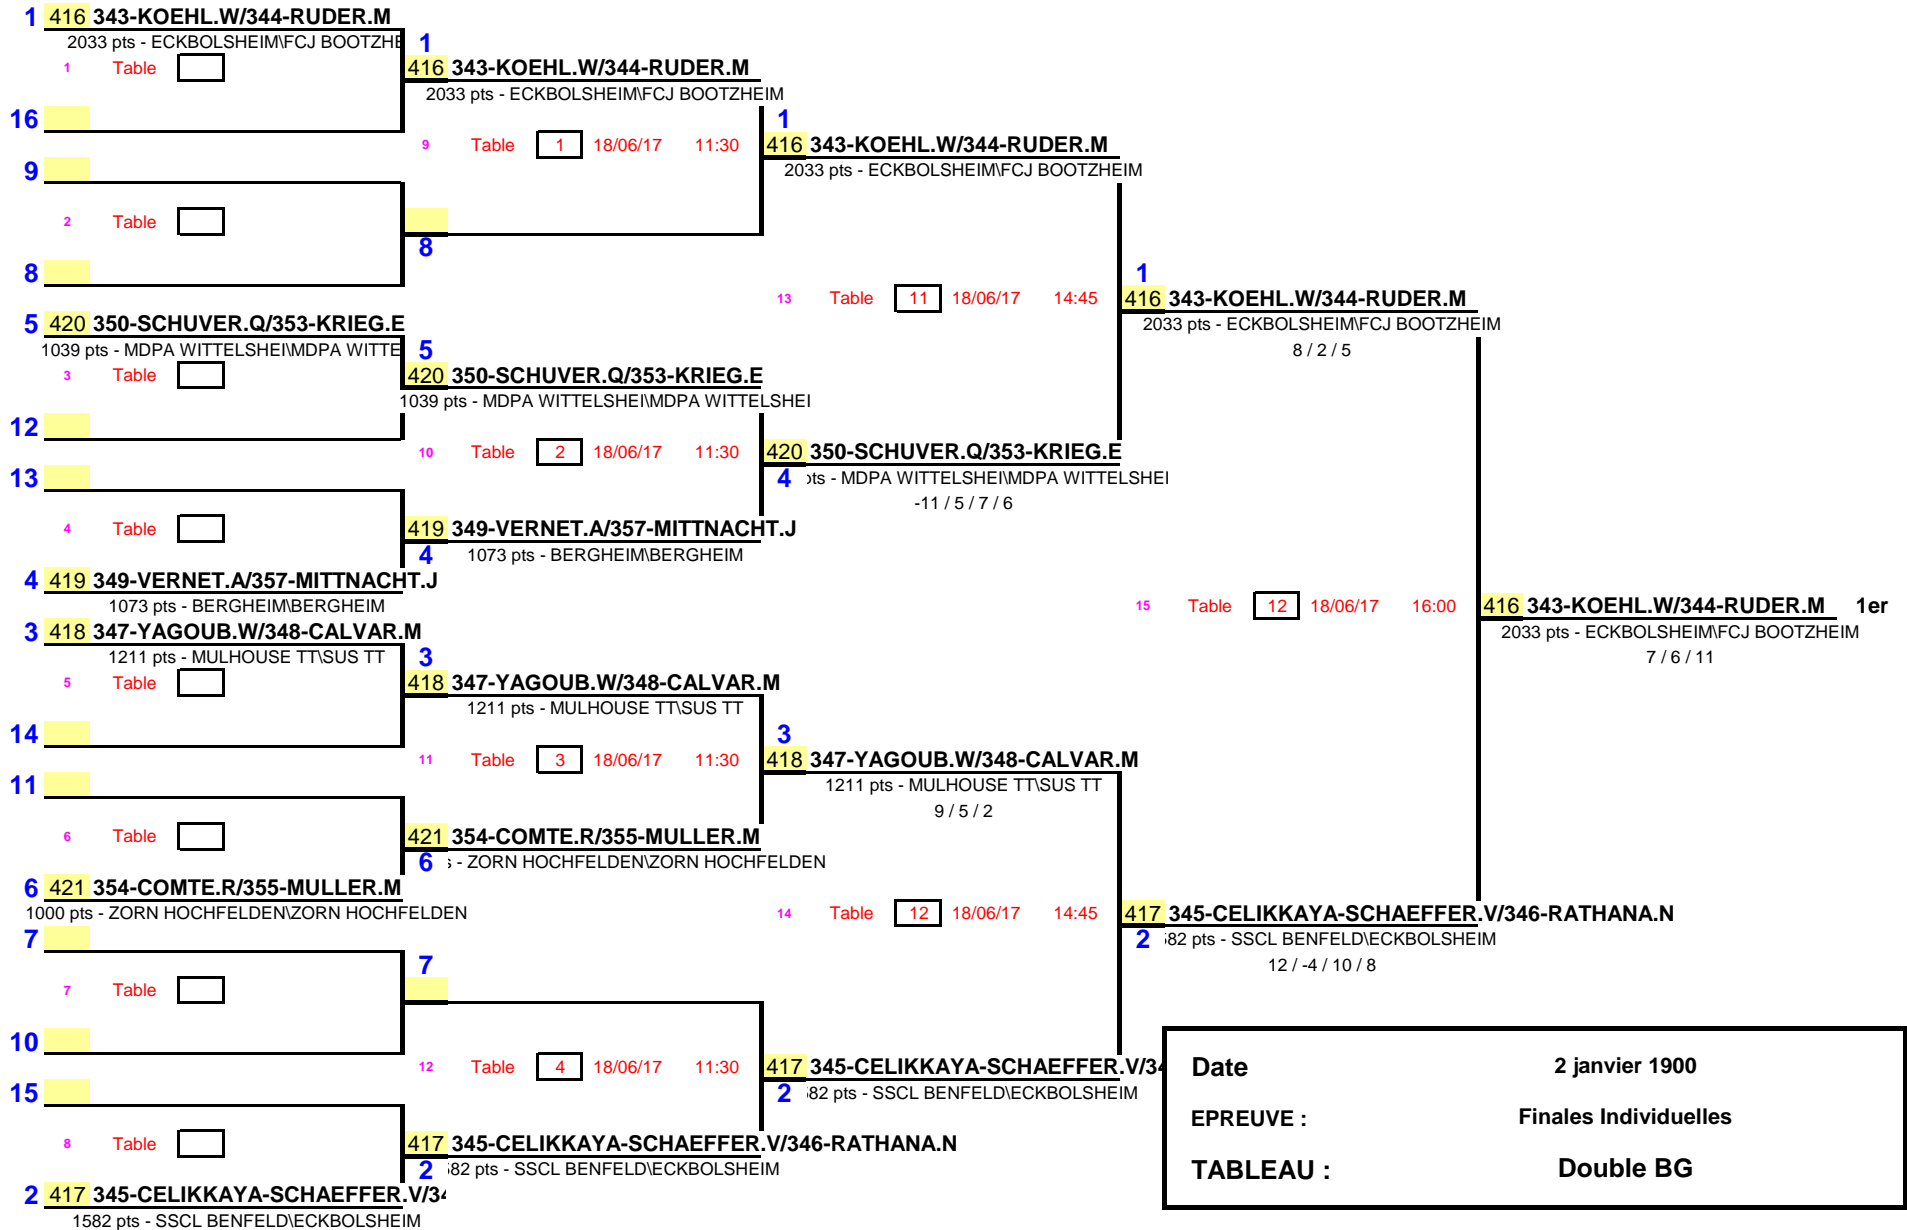 1 416 343-KOEHL.W/344-RUDER.M
2033 pts - ECKBOLSHEIM\FCJ BOOTZHE
1 Table
16
9
2 Table
8
5 420 350-SCHUVER.Q/353-KRIEG.E
1039 pts - MDPA WITTELSHEI\MDPA WITTE
3 Table
12
13
4 Table
4 419 349-VERNET.A/357-MITTNACHT.J
1073 pts - BERGHEIM\BERGHEIM
3 418 347-YAGOUB.W/348-CALVAR.M
1211 pts - MULHOUSE TT\SUS TT
5 Table
14
11
6 Table
6 421 354-COMTE.R/355-MULLER.M
1000 pts - ZORN HOCHFELDEN\ZORN HOCHFELDEN
7
7 Table
10
15
8 Table
2 417 345-CELIKKAYA-SCHAEFFER.V/34
1582 pts - SSCL BENFELD\ECKBOLSHEIM
1
416 343-KOEHL.W/344-RUDER.M
2033 pts - ECKBOLSHEIM\FCJ BOOTZHEIM
9 Table 1 18/06/17 11:30
8
5
420 350-SCHUVER.Q/353-KRIEG.E
1039 pts - MDPA WITTELSHEI\MDPA WITTELSHEI
10 Table 2 18/06/17 11:30
419 349-VERNET.A/357-MITTNACHT.J
4 1073 pts - BERGHEIM\BERGHEIM
3
418 347-YAGOUB.W/348-CALVAR.M
1211 pts - MULHOUSE TT\SUS TT
11 Table 3 18/06/17 11:30
421 354-COMTE.R/355-MULLER.M
6 - ZORN HOCHFELDEN\ZORN HOCHFELDEN
7
12 Table 4 18/06/17 11:30
417 345-CELIKKAYA-SCHAEFFER.V/346-RATHANA.N
2 582 pts - SSCL BENFELD\ECKBOLSHEIM
1
416 343-KOEHL.W/344-RUDER.M
2033 pts - ECKBOLSHEIM\FCJ BOOTZHEIM
13 Table 11 18/06/17 14:45
420 350-SCHUVER.Q/353-KRIEG.E
4 pts - MDPA WITTELSHEI\MDPA WITTELSHEI
-11 / 5 / 7 / 6
3
418 347-YAGOUB.W/348-CALVAR.M
1211 pts - MULHOUSE TT\SUS TT
9 / 5 / 2
14 Table 12 18/06/17 14:45
417 345-CELIKKAYA-SCHAEFFER.V/34
2 582 pts - SSCL BENFELD\ECKBOLSHEIM
1
416 343-KOEHL.W/344-RUDER.M
2033 pts - ECKBOLSHEIM\FCJ BOOTZHEIM
8 / 2 / 5
15 Table 12 18/06/17 16:00
417 345-CELIKKAYA-SCHAEFFER.V/346-RATHANA.N
2 582 pts - SSCL BENFELD\ECKBOLSHEIM
12 / -4 / 10 / 8
416 343-KOEHL.W/344-RUDER.M 1er
2033 pts - ECKBOLSHEIM\FCJ BOOTZHEIM
7 / 6 / 11
Date 2 janvier 1900
EPREUVE : Finales Individuelles
TABLEAU : Double BG